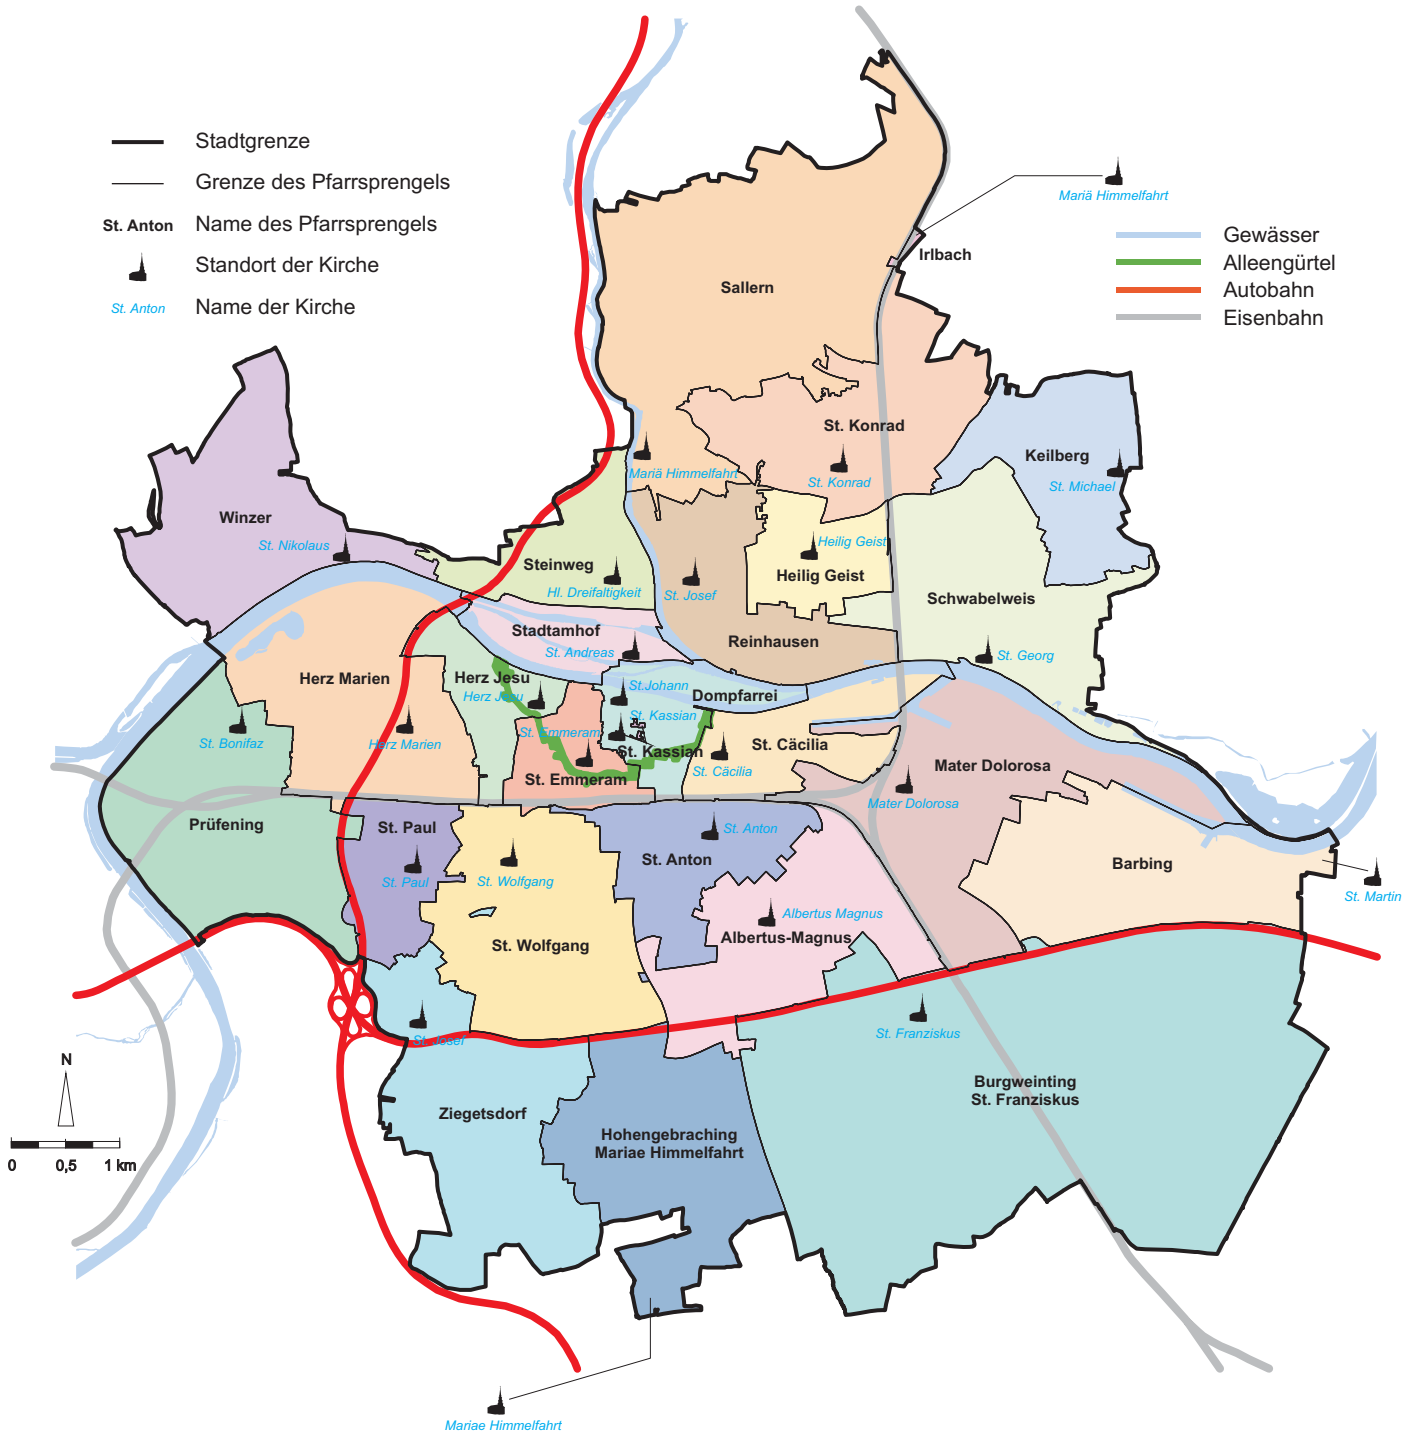 Stadtgrenze
Grenze des Pfarrsprengels
St. Anton Name des Pfarrsprengels
Standort der Kirche
St. Anton Name der Kirche
Mariä Himmelfahrt
Gewässer
Alleengürtel
Autobahn
Eisenbahn
Irlbach
Sallern
St. Konrad
St. Konrad
Mariä Himmelfahrt
Keilberg
St. Michael
Winzer
St. Nikolaus
Steinweg
Hl. Dreifaltigkeit
St. Josef
Heilig Geist
Heilig Geist
Schwabelweis
St. Georg
Reinhausen
Stadtamhof
St. Andreas
Herz Marien
Herz Marien
Herz Jesu
Herz Jesu
St.Johann
Dompfarrei
St. Kassian
St. Kassian
St. Emmeram
St. Emmeram
St. Cäcilia
St. Cäcilia
St. Bonifaz
Prüfening
Mater Dolorosa
Mater Dolorosa
Barbing
St. Martin
St. Paul
St. Paul
St. Wolfgang
St. Wolfgang
St. Anton
St. Anton
Albertus Magnus
Albertus-Magnus
St. Josef
St. Franziskus
Burgweinting
St. Franziskus
Ziegetsdorf
Hohengebraching
Mariae Himmelfahrt
N
0 0,5 1 km
Mariae Himmelfahrt